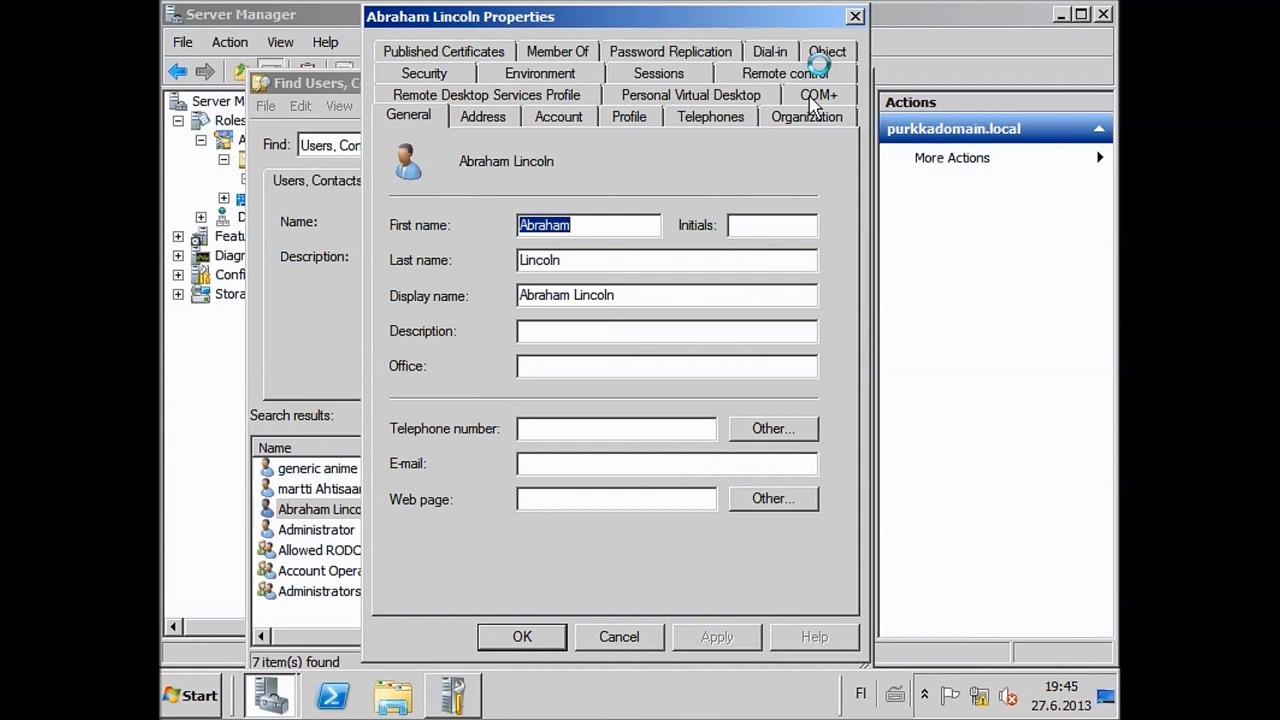 Server Manager
File Action View Help
Server M
Roles
A
D
Featu
Diagr
Confi
Stora
Find Users, C
File Edit View
Find: Users, Con
Users, Contacts
Name:
Description:
Search results:
Name
generic anime
martti Ahtisaar
Abraham Linco
Administrator
Allowed RODC
Account Opera
Administrators
7 item(s) found
Abraham Lincoln Properties
Published Certificates Member Of Password Replication Dial-in Object
Security Environment Sessions Remote control
Remote Desktop Services Profile Personal Virtual Desktop COM+
General Address Account Profile Telephones Organization
Abraham Lincoln
First name: Abraham Initials:
Last name: Lincoln
Display name: Abraham Lincoln
Description:
Office:
Telephone number: Other...
E-mail:
Web page: Other...
OK Cancel Apply Help
Actions
purkkadomain.local
More Actions
Start
FI
19:45
27.6.2013